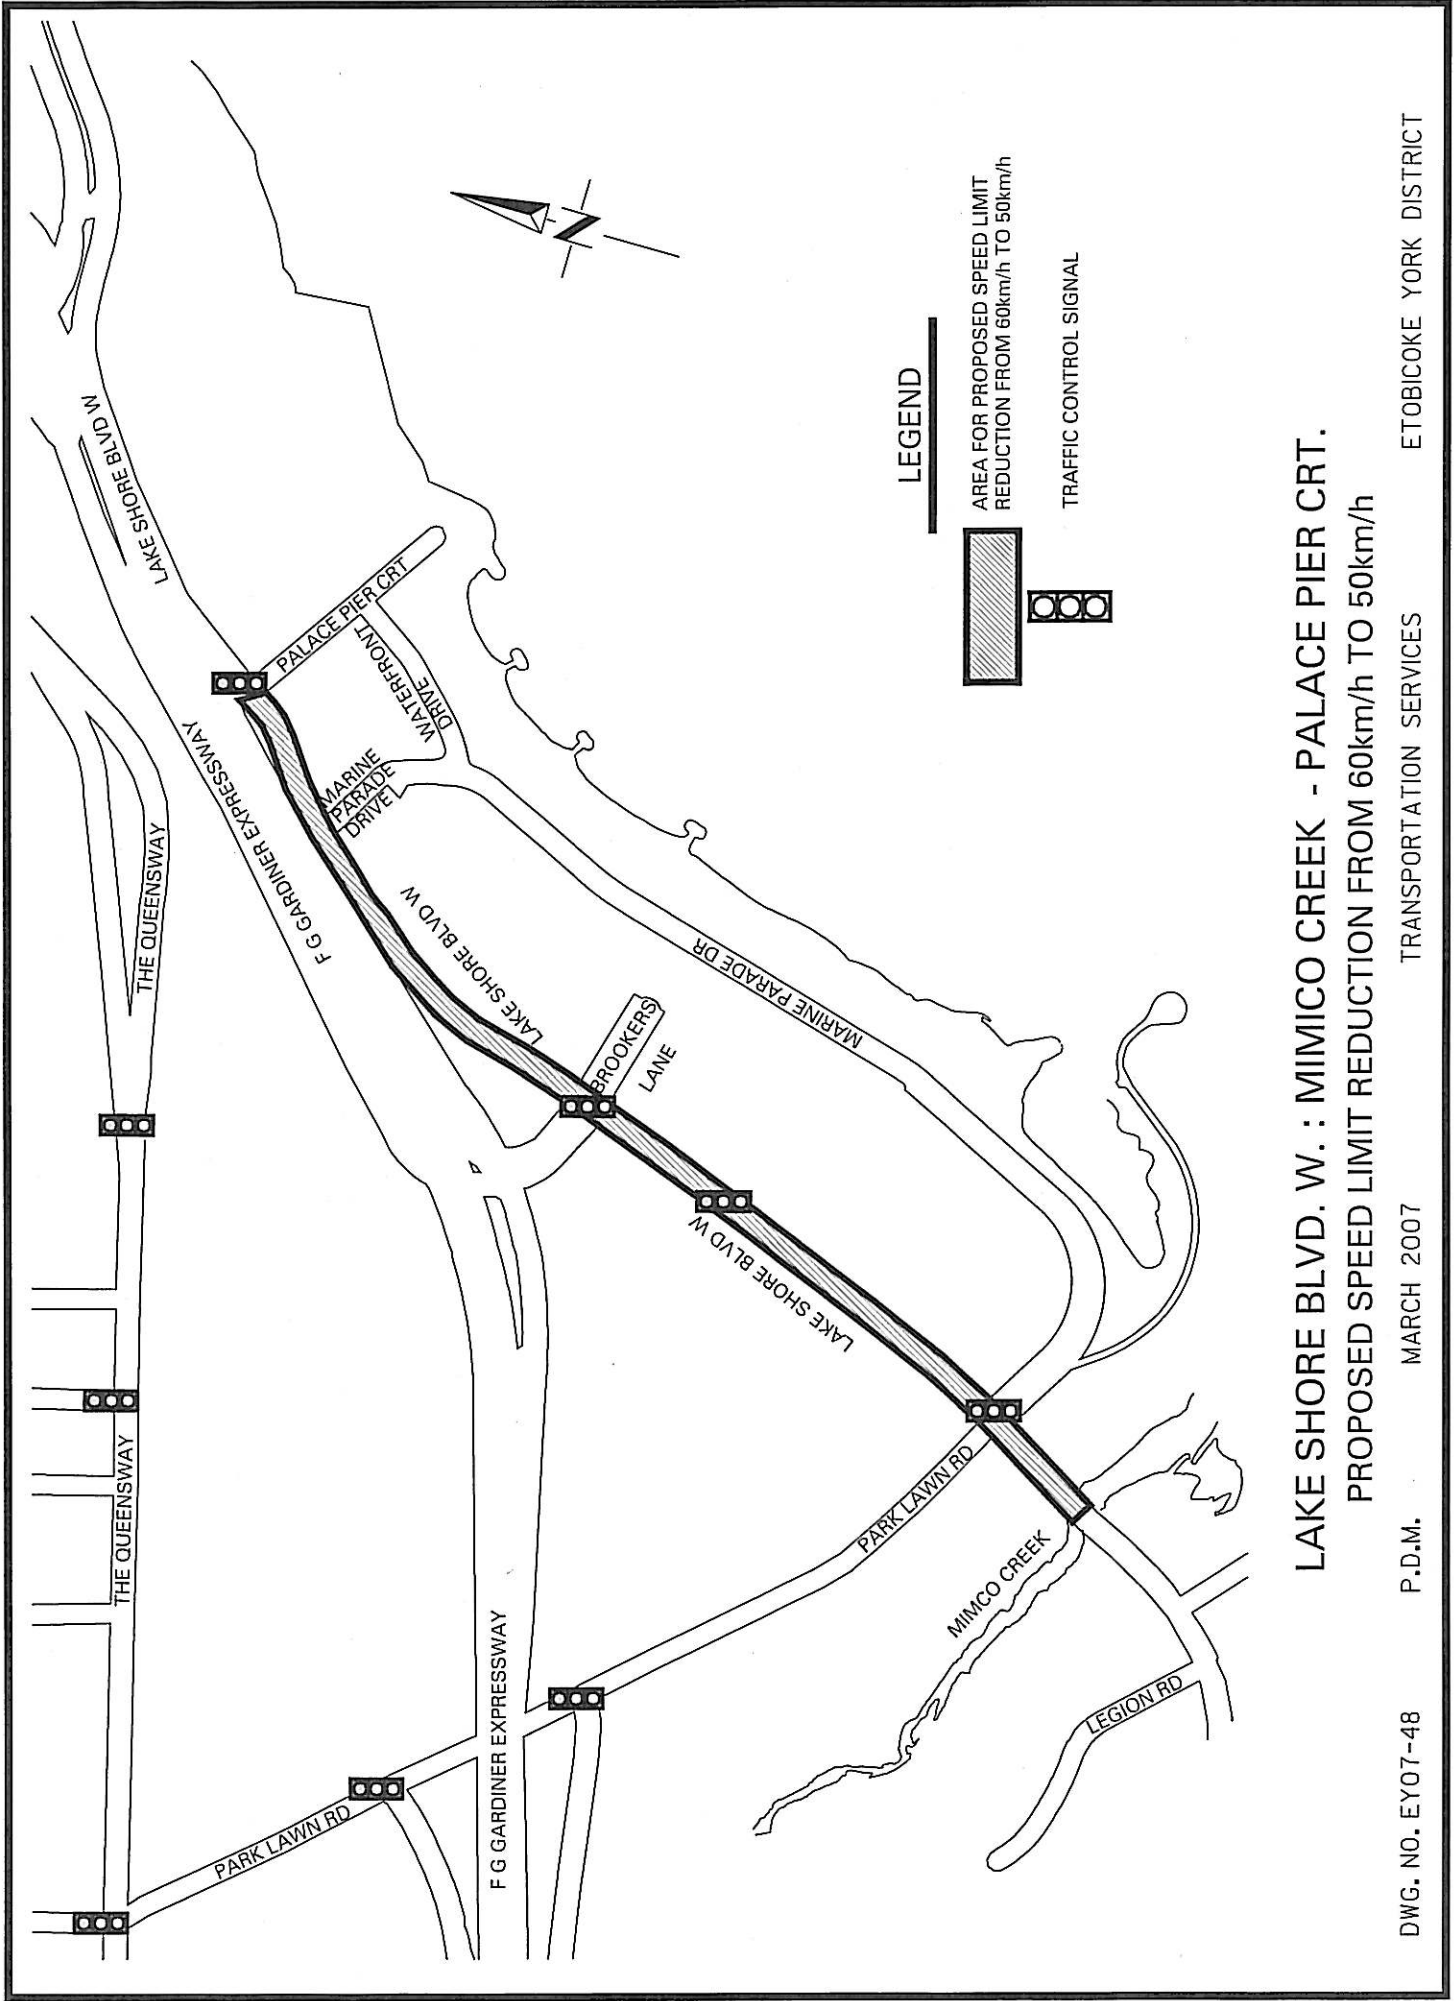 THE QUEENSWAY
THE QUEENSWAY
PARK LAWN RD
F G GARDINER EXPRESSWAY
F G GARDINER EXPRESSWAY
LAKE SHORE BLVD W
PALACE PIER CRT
WATERFRONT
DRIVE
MARINE
PARADE
DRIVE
LAKE SHORE BLVD W
BROOKERS
LANE
MARINE PARADE DR
LAKE SHORE BLVD W
PARK LAWN RD
MIMCO CREEK
LEGION RD
N
LEGEND
AREA FOR PROPOSED SPEED LIMIT
REDUCTION FROM 60km/h TO 50km/h
TRAFFIC CONTROL SIGNAL
LAKE SHORE BLVD. W. : MIMICO CREEK - PALACE PIER CRT.
PROPOSED SPEED LIMIT REDUCTION FROM 60km/h TO 50km/h
DWG. NO. EY07-48 P.D.M. MARCH 2007 TRANSPORTATION SERVICES ETOBICOKE YORK DISTRICT